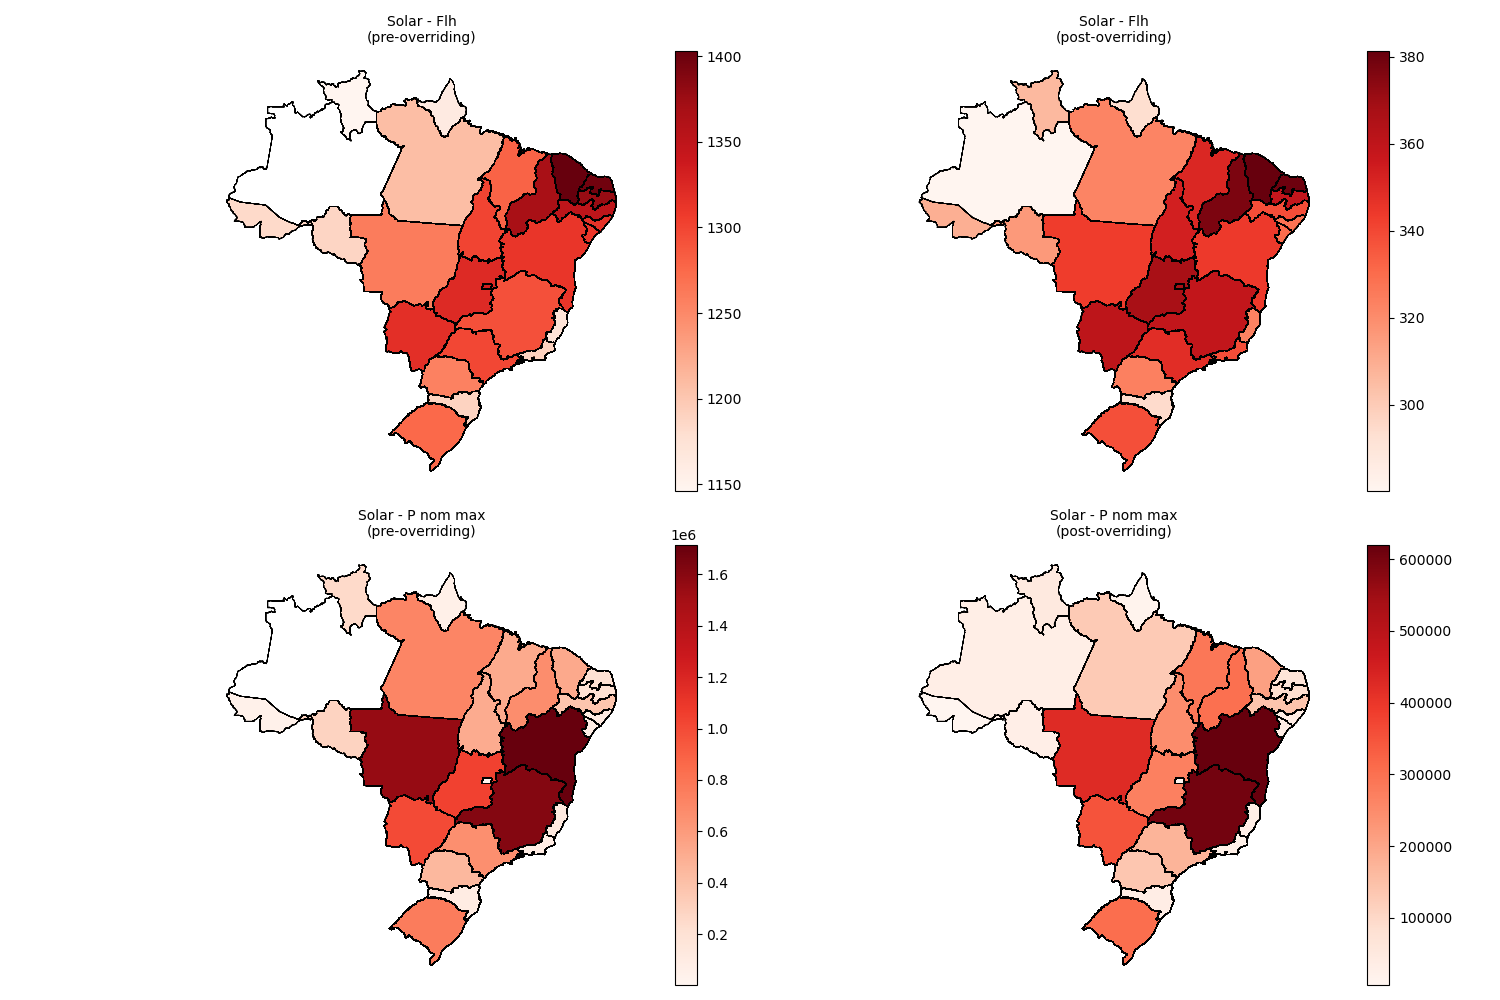 Solar - Flh
(pre-overriding)
1400
1350
1300
1250
1200
1150
Solar - Flh
(post-overriding)
380
360
340
320
300
Solar - P nom max
(pre-overriding)
1e6
1.6
1.4
1.2
1.0
0.8
0.6
0.4
0.2
Solar - P nom max
(post-overriding)
600000
500000
400000
300000
200000
100000